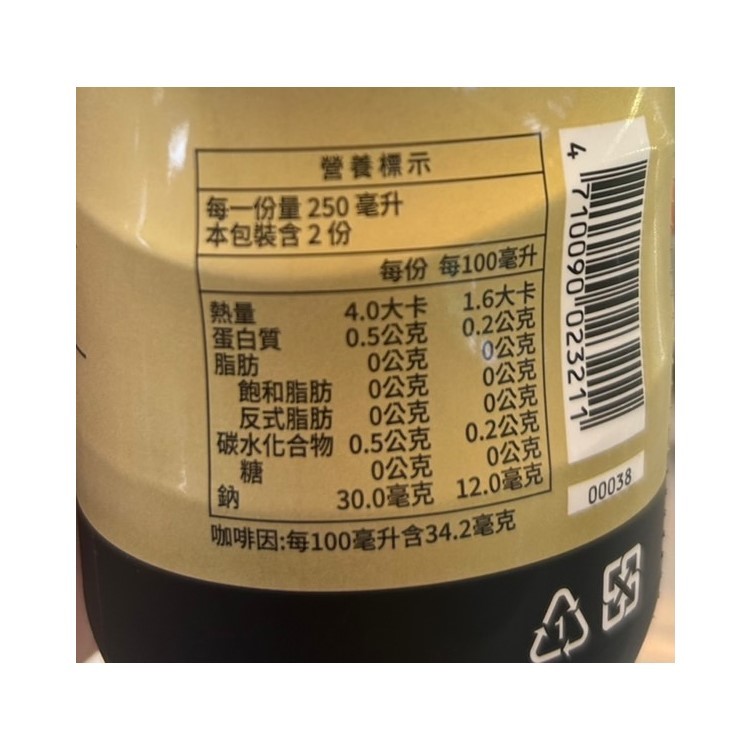 營養標示
每一份量 250 毫升
本包裝含 2 份
每份 每100毫升
熱量 4.0大卡 1.6大卡
蛋白質 0.5公克 0.2公克
脂肪 0公克 0公克
飽和脂肪 0公克 0公克
反式脂肪 0公克 0公克
碳水化合物 0.5公克 0.2公克
糖 0公克 0公克
鈉 30.0毫克 12.0毫克
咖啡因:每100毫升含34.2毫克
4 710090 023211
00038
1